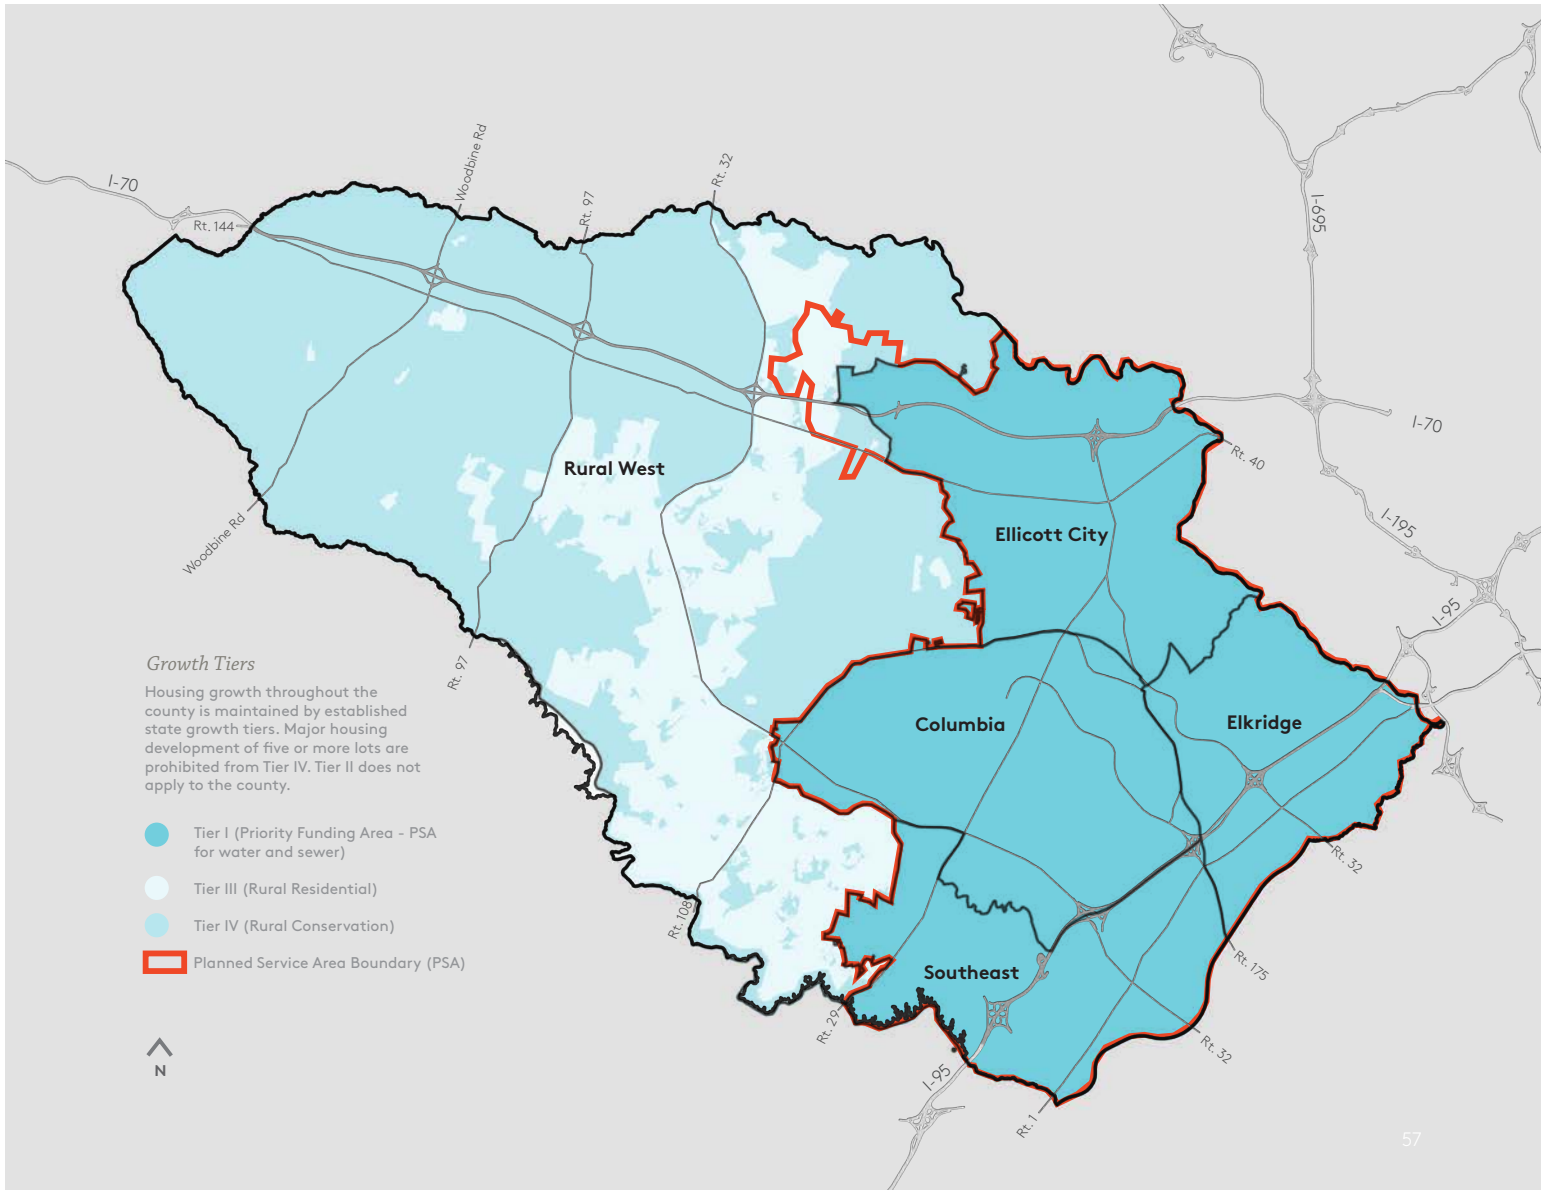 I-70
Rt. 144
Woodbine Rd
Rt. 97
Rt. 32
I-695
I-70
Rt. 40
I-195
I-95
Rural West
Ellicott City
Woodbine Rd
Rt. 97
Columbia
Elkridge
Growth Tiers
Housing growth throughout the
county is maintained by established
state growth tiers. Major housing
development of five or more lots are
prohibited from Tier IV. Tier II does not
apply to the county.
Tier I (Priority Funding Area - PSA
for water and sewer)
Tier III (Rural Residential)
Tier IV (Rural Conservation)
Planned Service Area Boundary (PSA)
N
Rt. 108
Rt. 32
Rt. 175
Southeast
Rt. 29
Rt. 32
I-95
Rt. 1
57